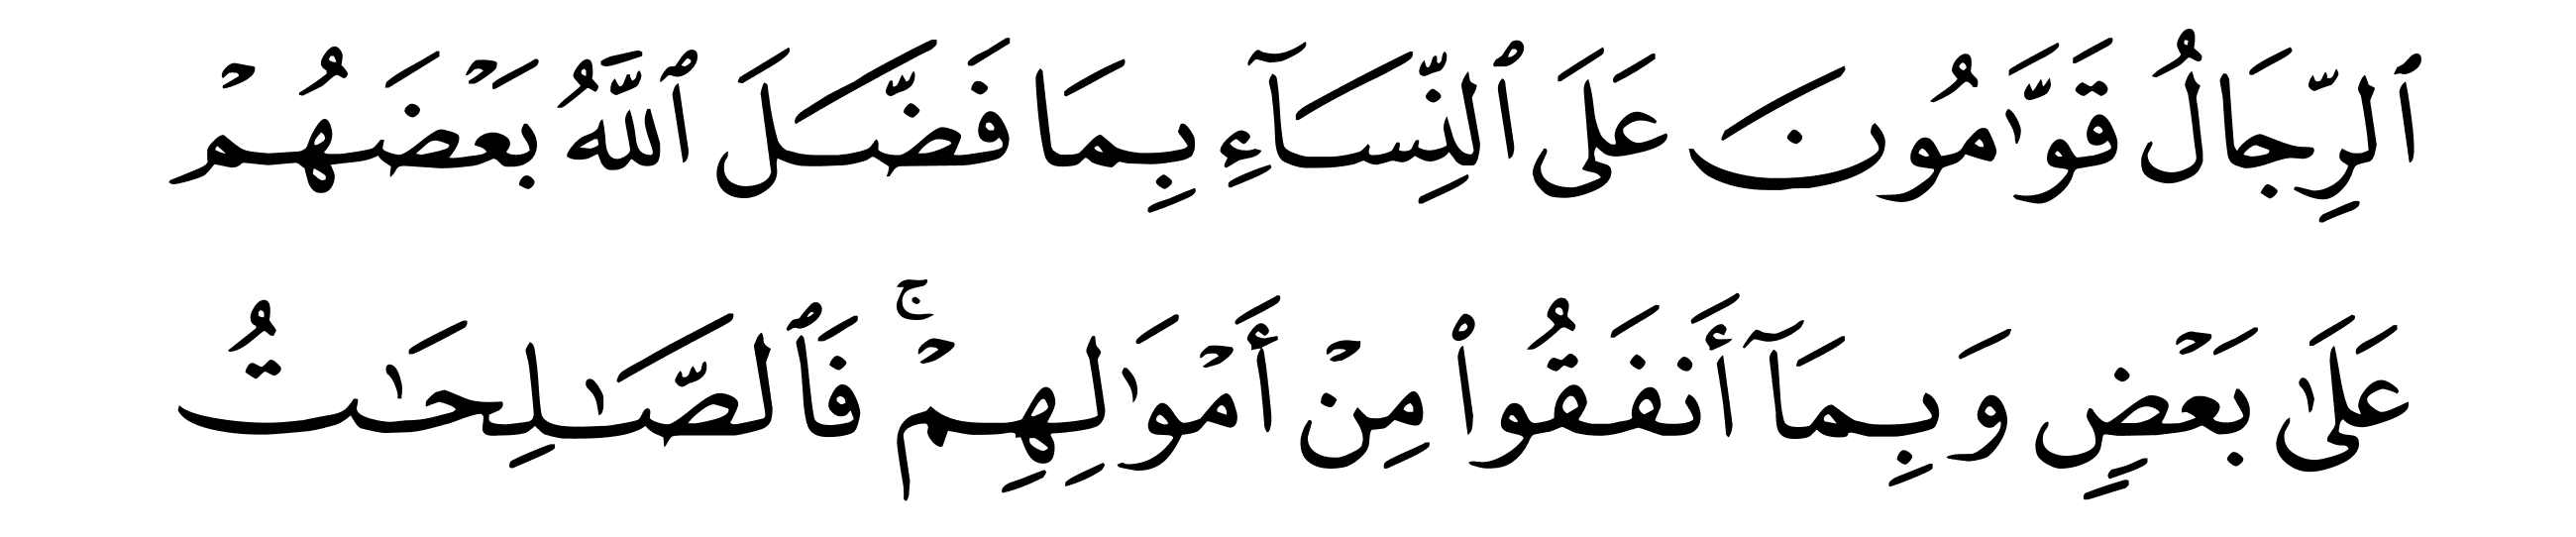 ٱلرِّجَالُ قَوَّٰمُونَ عَلَى ٱلنِّسَآءِ بِمَا فَضَّلَ ٱللَّهُ بَعۡضَهُمۡ
عَلَىٰ بَعۡضٍ وَبِمَآ أَنفَقُواْ مِنۡ أَمۡوَٰلِهِمۡۚ فَٱلصَّٰلِحَٰتُ